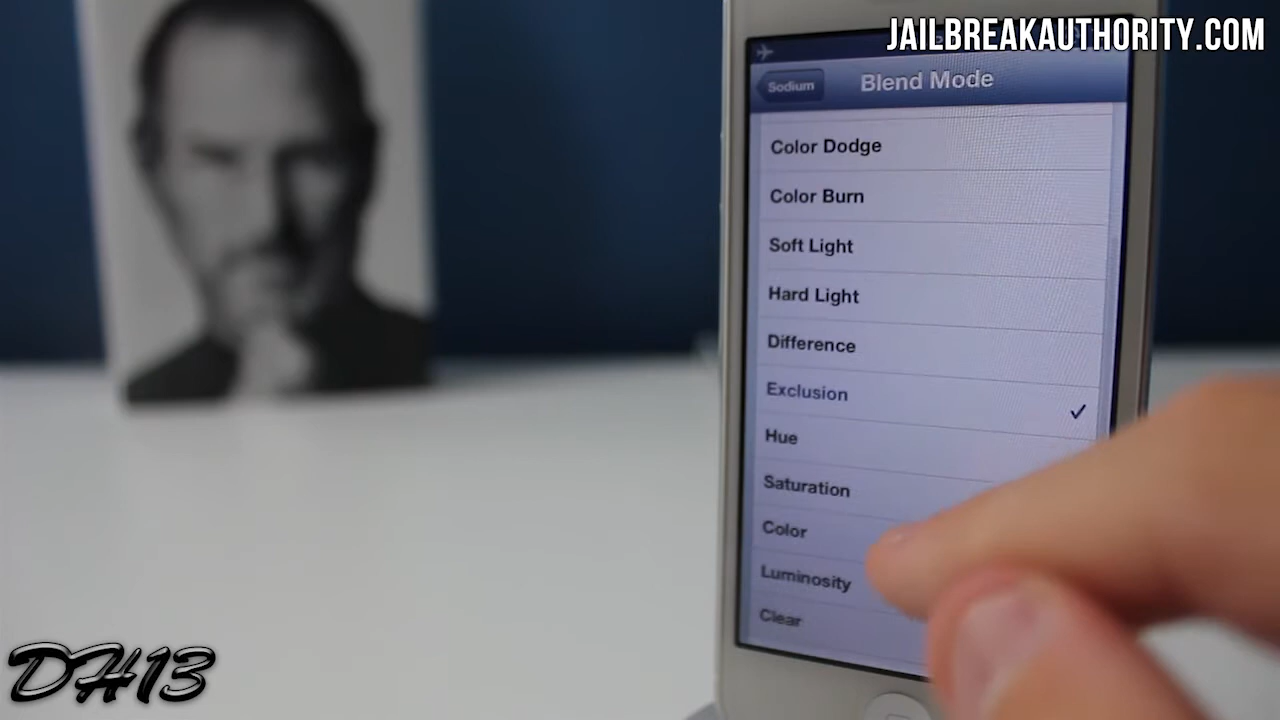 JAILBREAKAUTHORITY.COM
Sodium
Blend Mode
Color Dodge
Color Burn
Soft Light
Hard Light
Difference
Exclusion
Hue
Saturation
Color
Luminosity
Clear
DH13